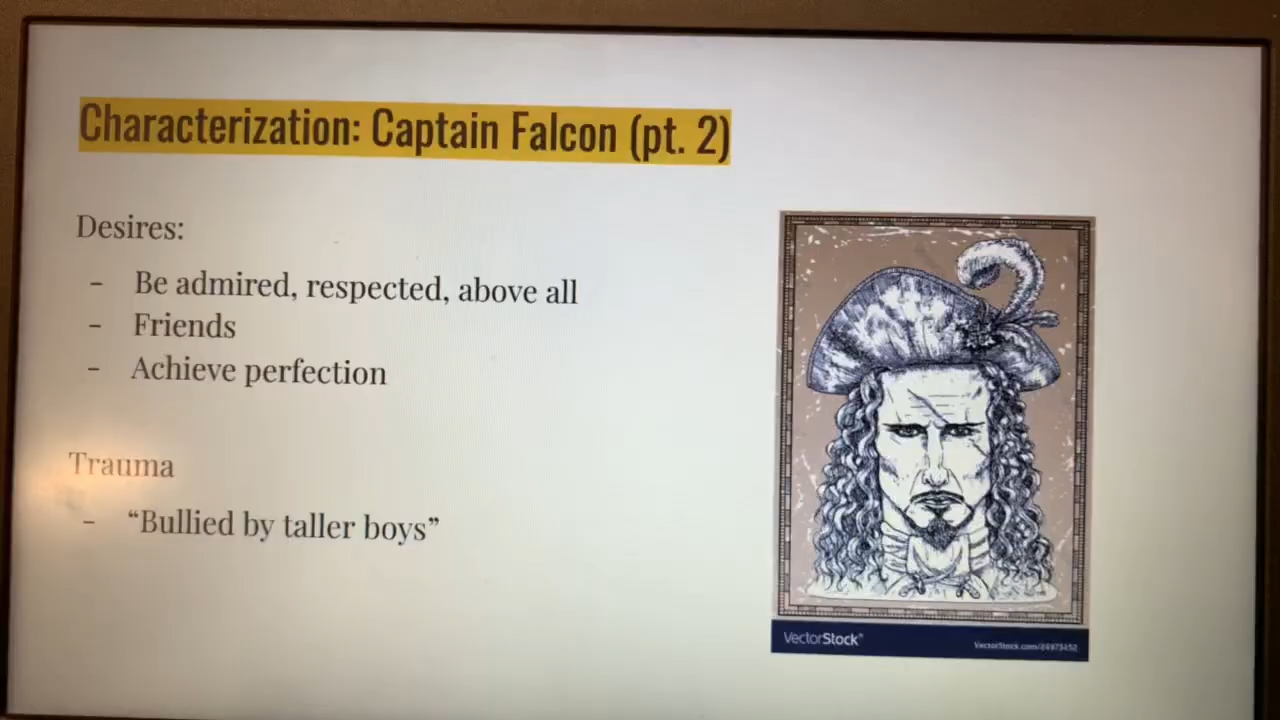 Characterization: Captain Falcon (pt. 2)
Desires:
- Be admired, respected, above all
- Friends
- Achieve perfection
Trauma
- “Bullied by taller boys”
VectorStock®